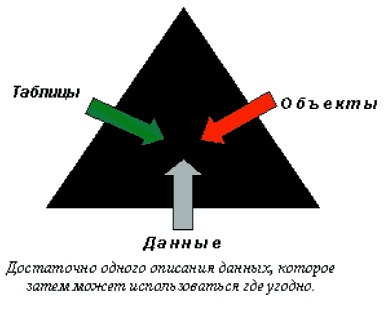 Таблицы
Объекты
Данные
Достаточно одного описания данных, которое
затем может использоваться где угодно.